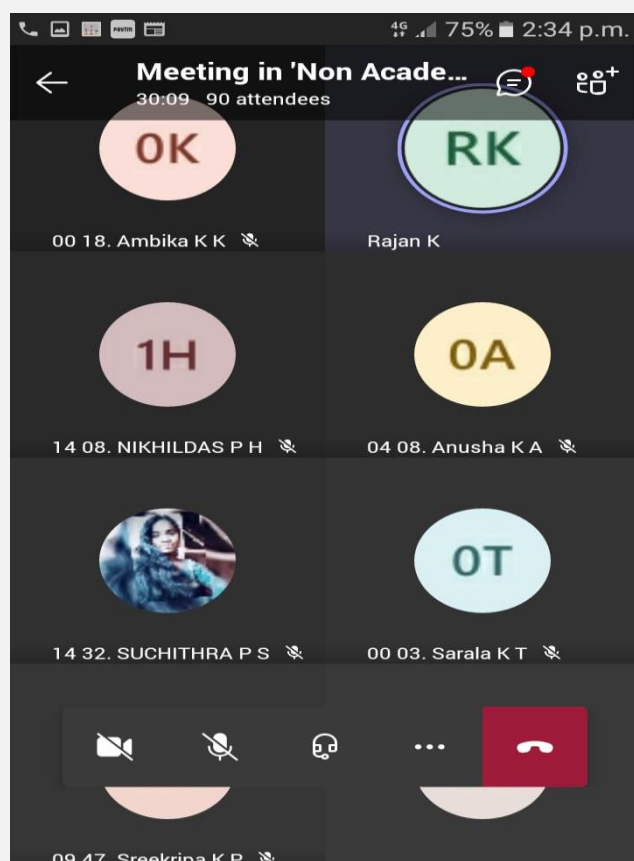 4G 75% 2:34 p.m.
Meeting in 'Non Acade...
30:09 90 attendees
0K
RK
00 18. Ambika K K
Rajan K
1H
0A
14 08. NIKHILDAS P H
04 08. Anusha K A
0T
14 32. SUCHITHRA P S
00 03. Sarala K T
09 47. Sreekripa K P